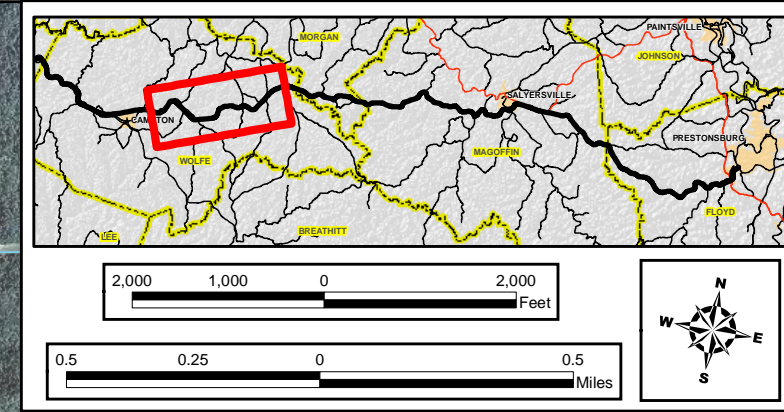 MORGAN
PAINTSVILLE
JOHNSON
SALYERSVILLE
CAMPTON
PRESTONSBURG
MAGOFFIN
WOLFE
FLOYD
BREATHITT
LEE
2,000 1,000 0 2,000
Feet
0.5 0.25 0 0.5
Miles
N
W E
S